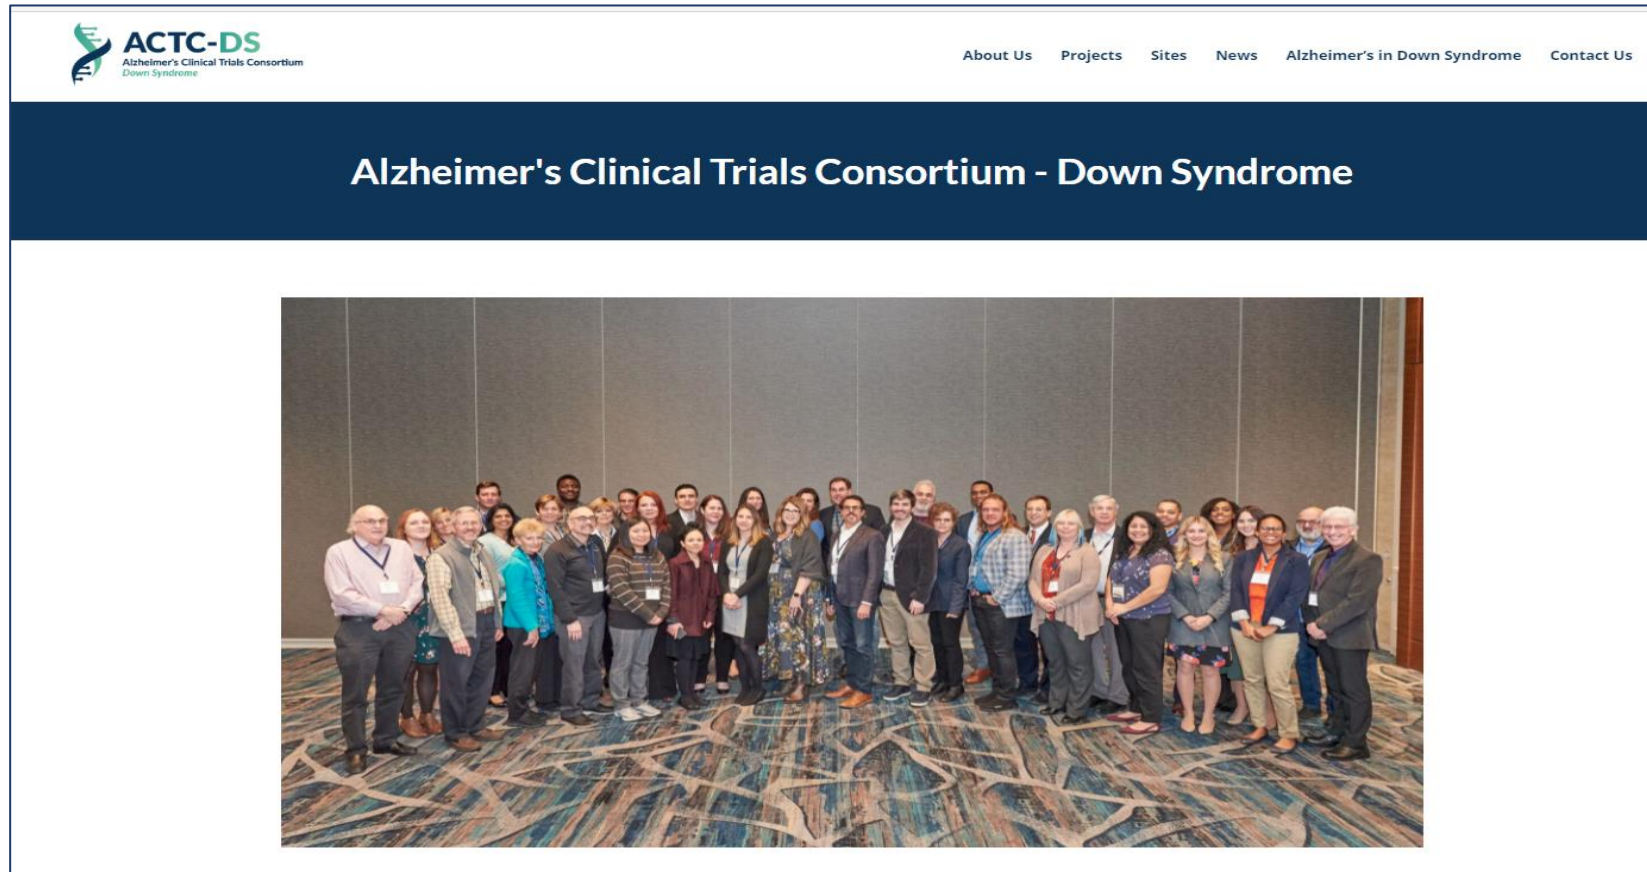 ACTC-DS
Alzheimer's Clinical Trials Consortium
Down Syndrome
About Us Projects Sites News Alzheimer's in Down Syndrome Contact Us
Alzheimer's Clinical Trials Consortium - Down Syndrome